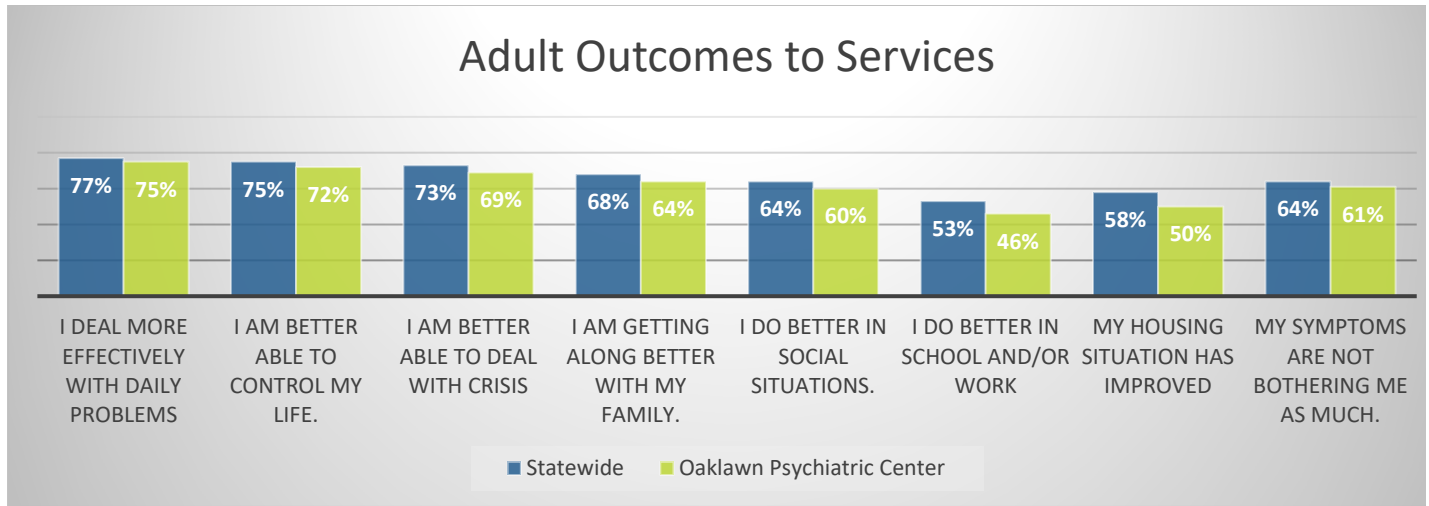 Adult Outcomes to Services
77% 75% 75% 72% 73% 69% 68% 64% 64% 60% 53% 46% 58% 50% 64% 61%
I DEAL MORE
EFFECTIVELY
WITH DAILY
PROBLEMS
I AM BETTER
ABLE TO
CONTROL MY
LIFE.
I AM BETTER
ABLE TO DEAL
WITH CRISIS
I AM GETTING
ALONG BETTER
WITH MY
FAMILY.
I DO BETTER IN
SOCIAL
SITUATIONS.
I DO BETTER IN
SCHOOL AND/OR
WORK
MY HOUSING
SITUATION HAS
IMPROVED
MY SYMPTOMS
ARE NOT
BOTHERING ME
AS MUCH.
Statewide Oaklawn Psychiatric Center